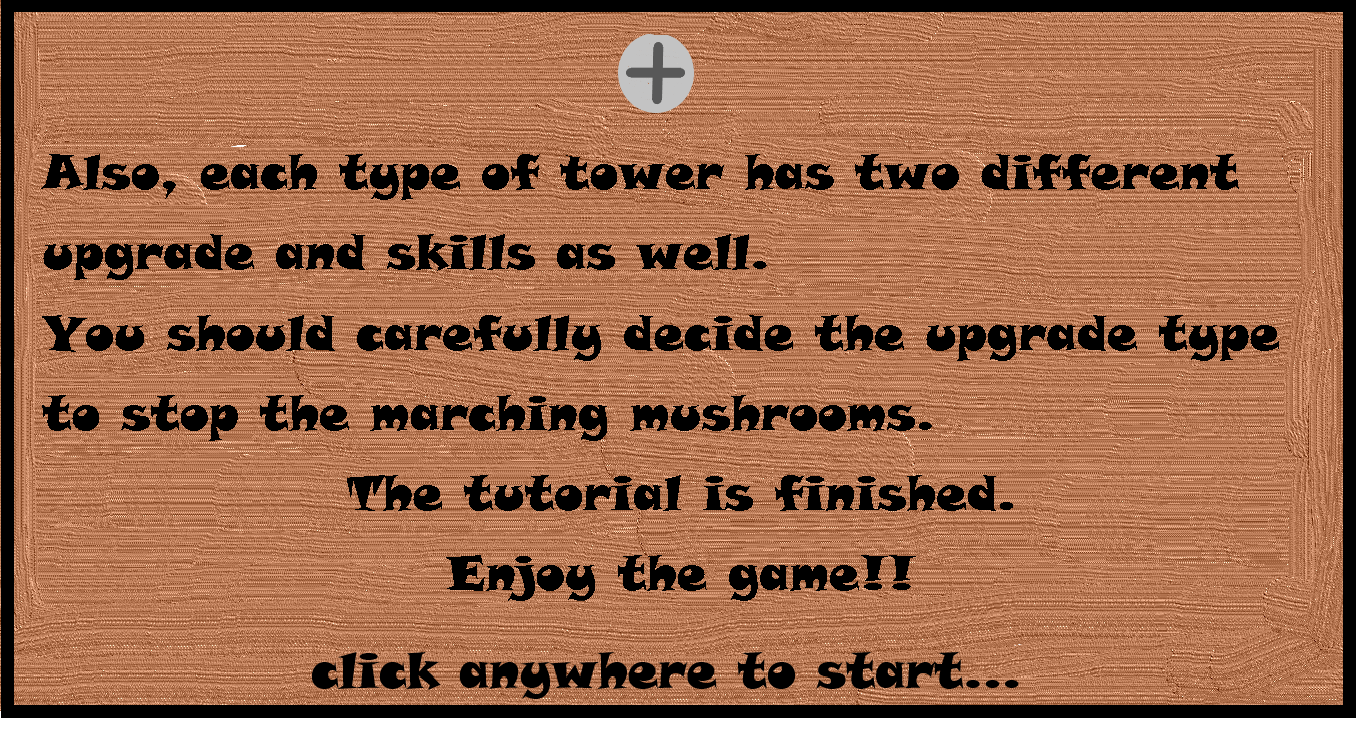 Also, each type of tower has two different
upgrade and skills as well.
You should carefully decide the upgrade type
to stop the marching mushrooms.
The tutorial is finished.
Enjoy the game!!
click anywhere to start...